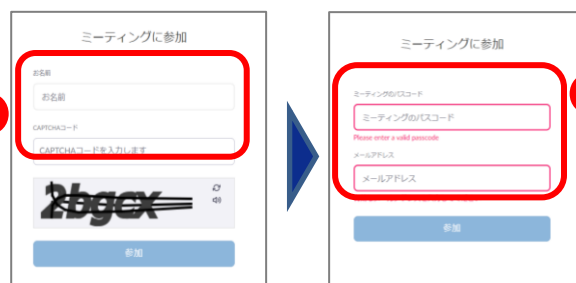 ミーティングに参加
お名前
お名前
CAPTCHAコード
CAPTCHAコードを入力します
2bgcx
参加
ミーティングに参加
ミーティングのパスコード
ミーティングのパスコード
Please enter a valid passcode
メールアドレス
メールアドレス
参加